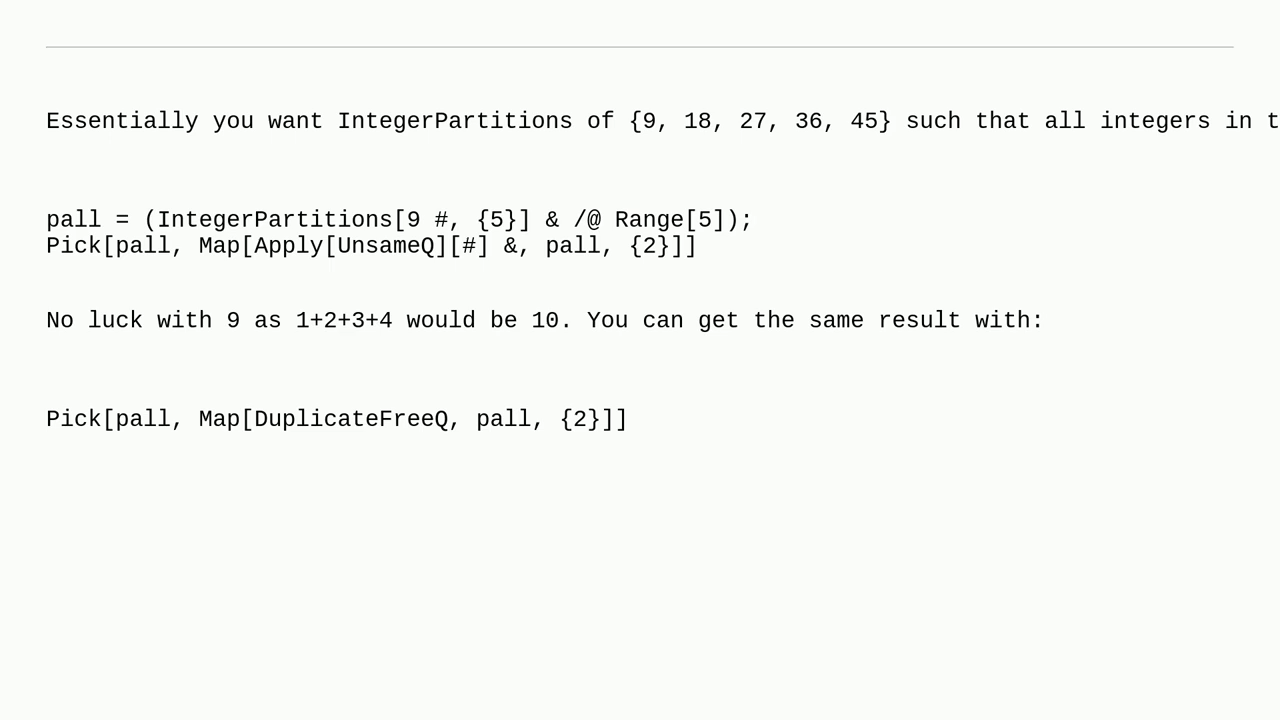 Essentially you want IntegerPartitions of {9, 18, 27, 36, 45} such that all integers in
pall = (IntegerPartitions[9 #, {5}] & /@ Range[5]);
Pick[pall, Map[Apply[UnsameQ][#] &, pall, {2}]]
No luck with 9 as 1+2+3+4 would be 10. You can get the same result with:
Pick[pall, Map[DuplicateFreeQ, pall, {2}]]